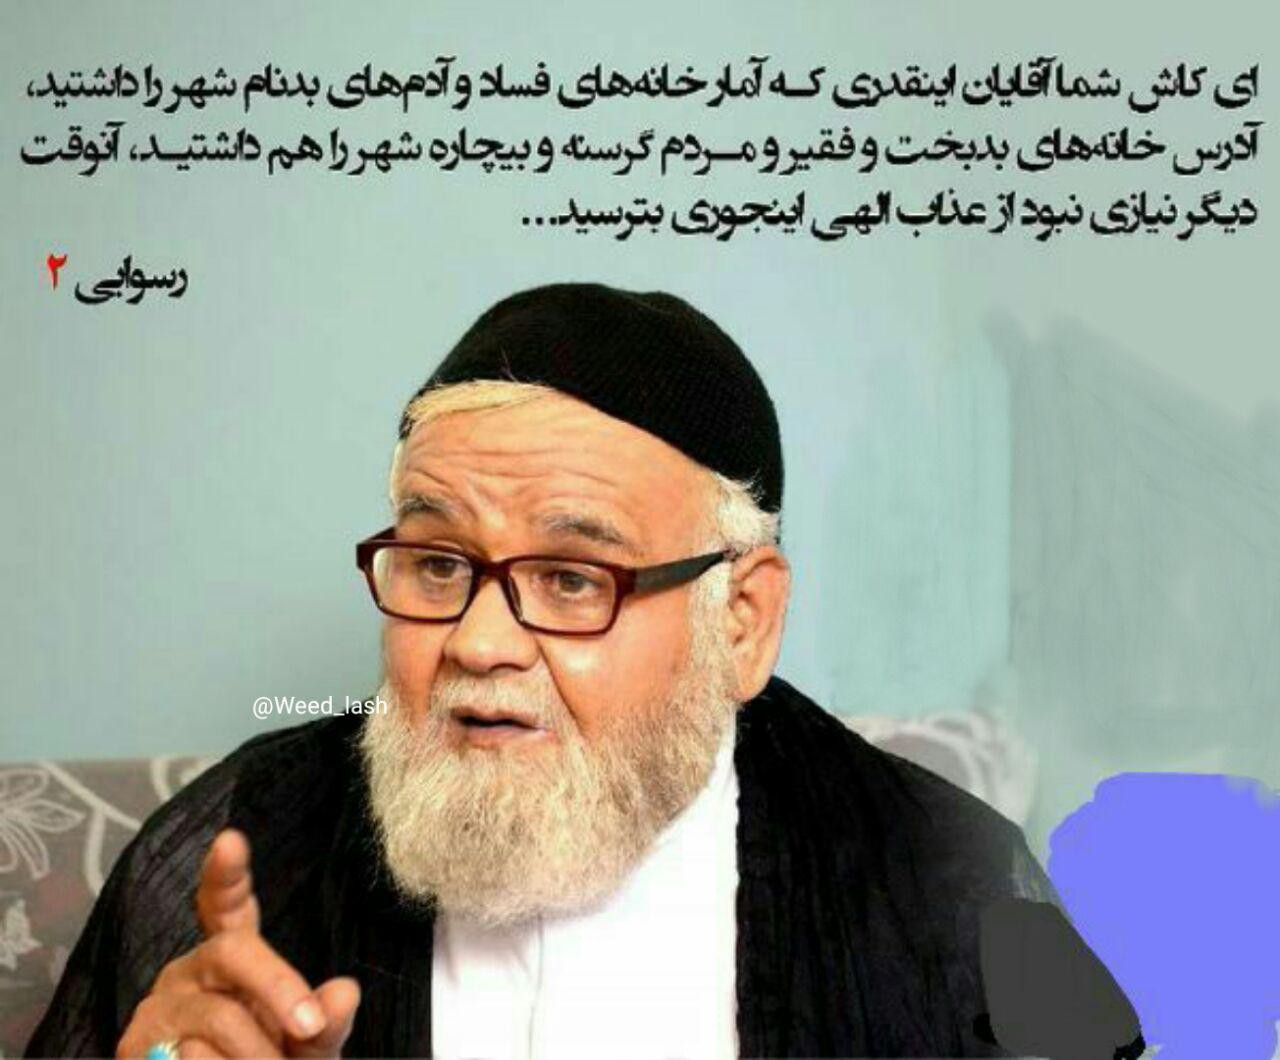 ای کاش شما آقایان اینقدری که آمار خانه‌های فساد و آدم‌های بدنام شهر را داشتید،
آدرس خانه‌های بدبخت و فقیر و مردم گرسنه و بیچاره شهر را هم داشتید، آنوقت
دیگر نیازی نبود از عذاب الهی اینجوری بترسید...
رسوایی ۲
@Weed_lash